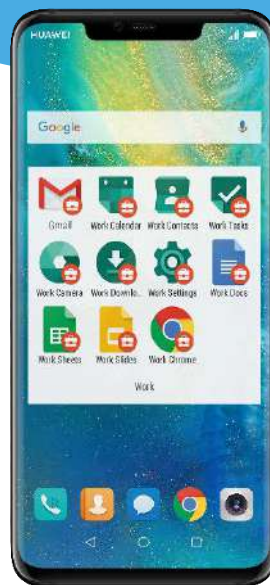 HUAWEI
Google
Gmail Work Calendar Work Contacts Work Tasks
Work Camera Work Downlo... Work Settings Work Docs
Work Sheets Work Slides Work Chrome
Work